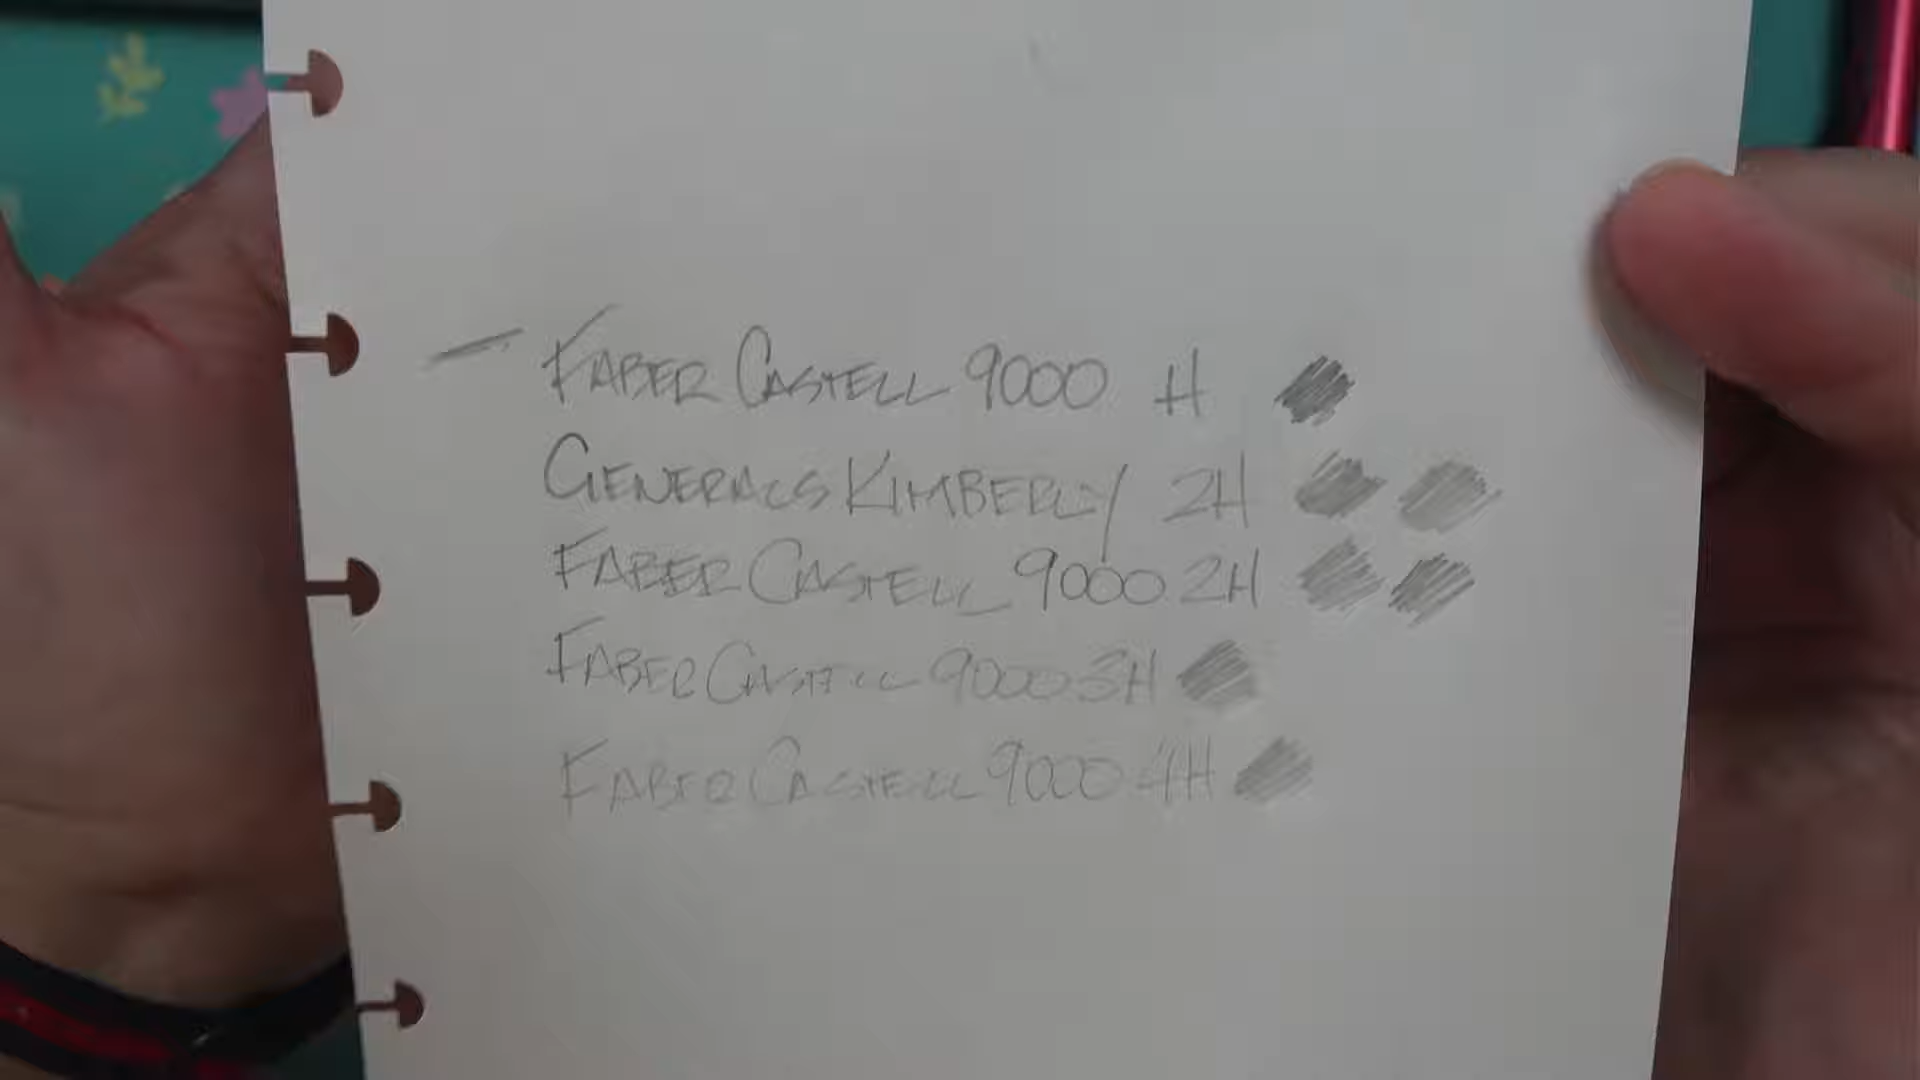 FABER CASTELL 9000 H
GENERALS KIMBERLY 2H
FABER CASTELL 9000 2H
FABER CASTELL 9000 3H
FABER CASTELL 9000 4H